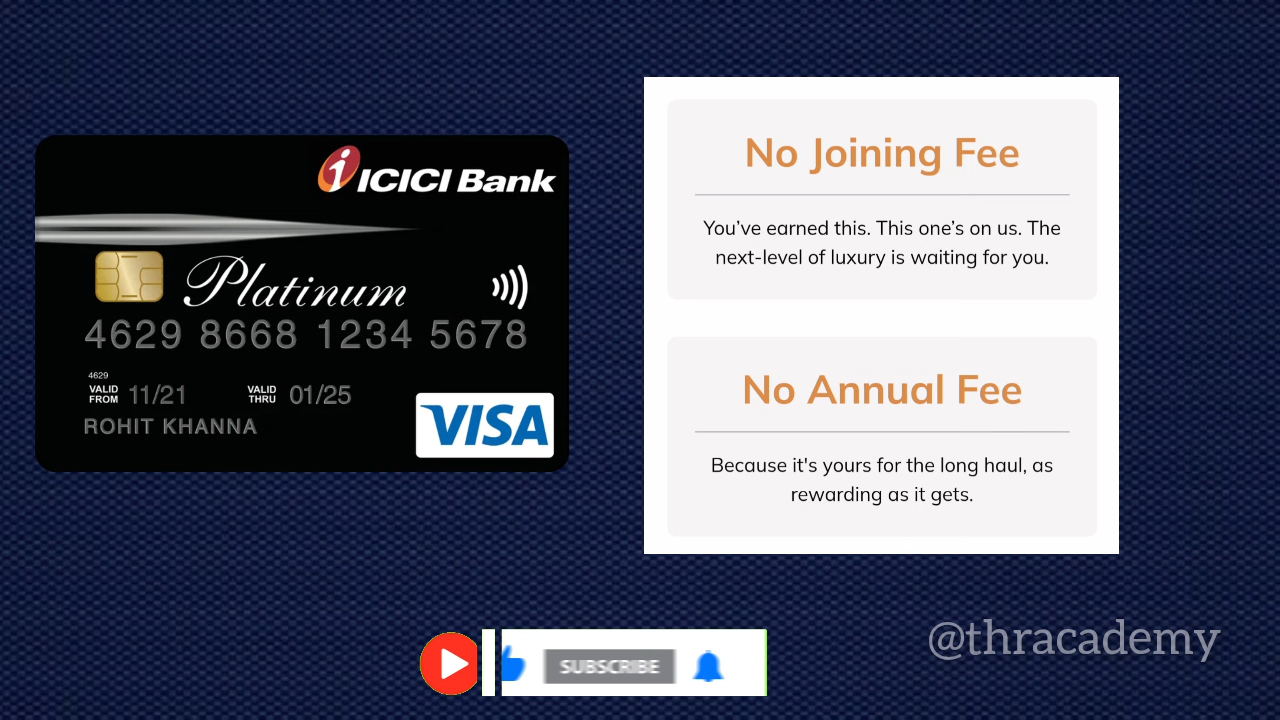 ICICI Bank
Platinum
4629 8668 1234 5678
4629
VALID FROM 11/21 VALID THRU 01/25
ROHIT KHANNA
VISA
No Joining Fee
You’ve earned this. This one’s on us. The
next-level of luxury is waiting for you.
No Annual Fee
Because it's yours for the long haul, as
rewarding as it gets.
@thracademy
SUBSCRIBE